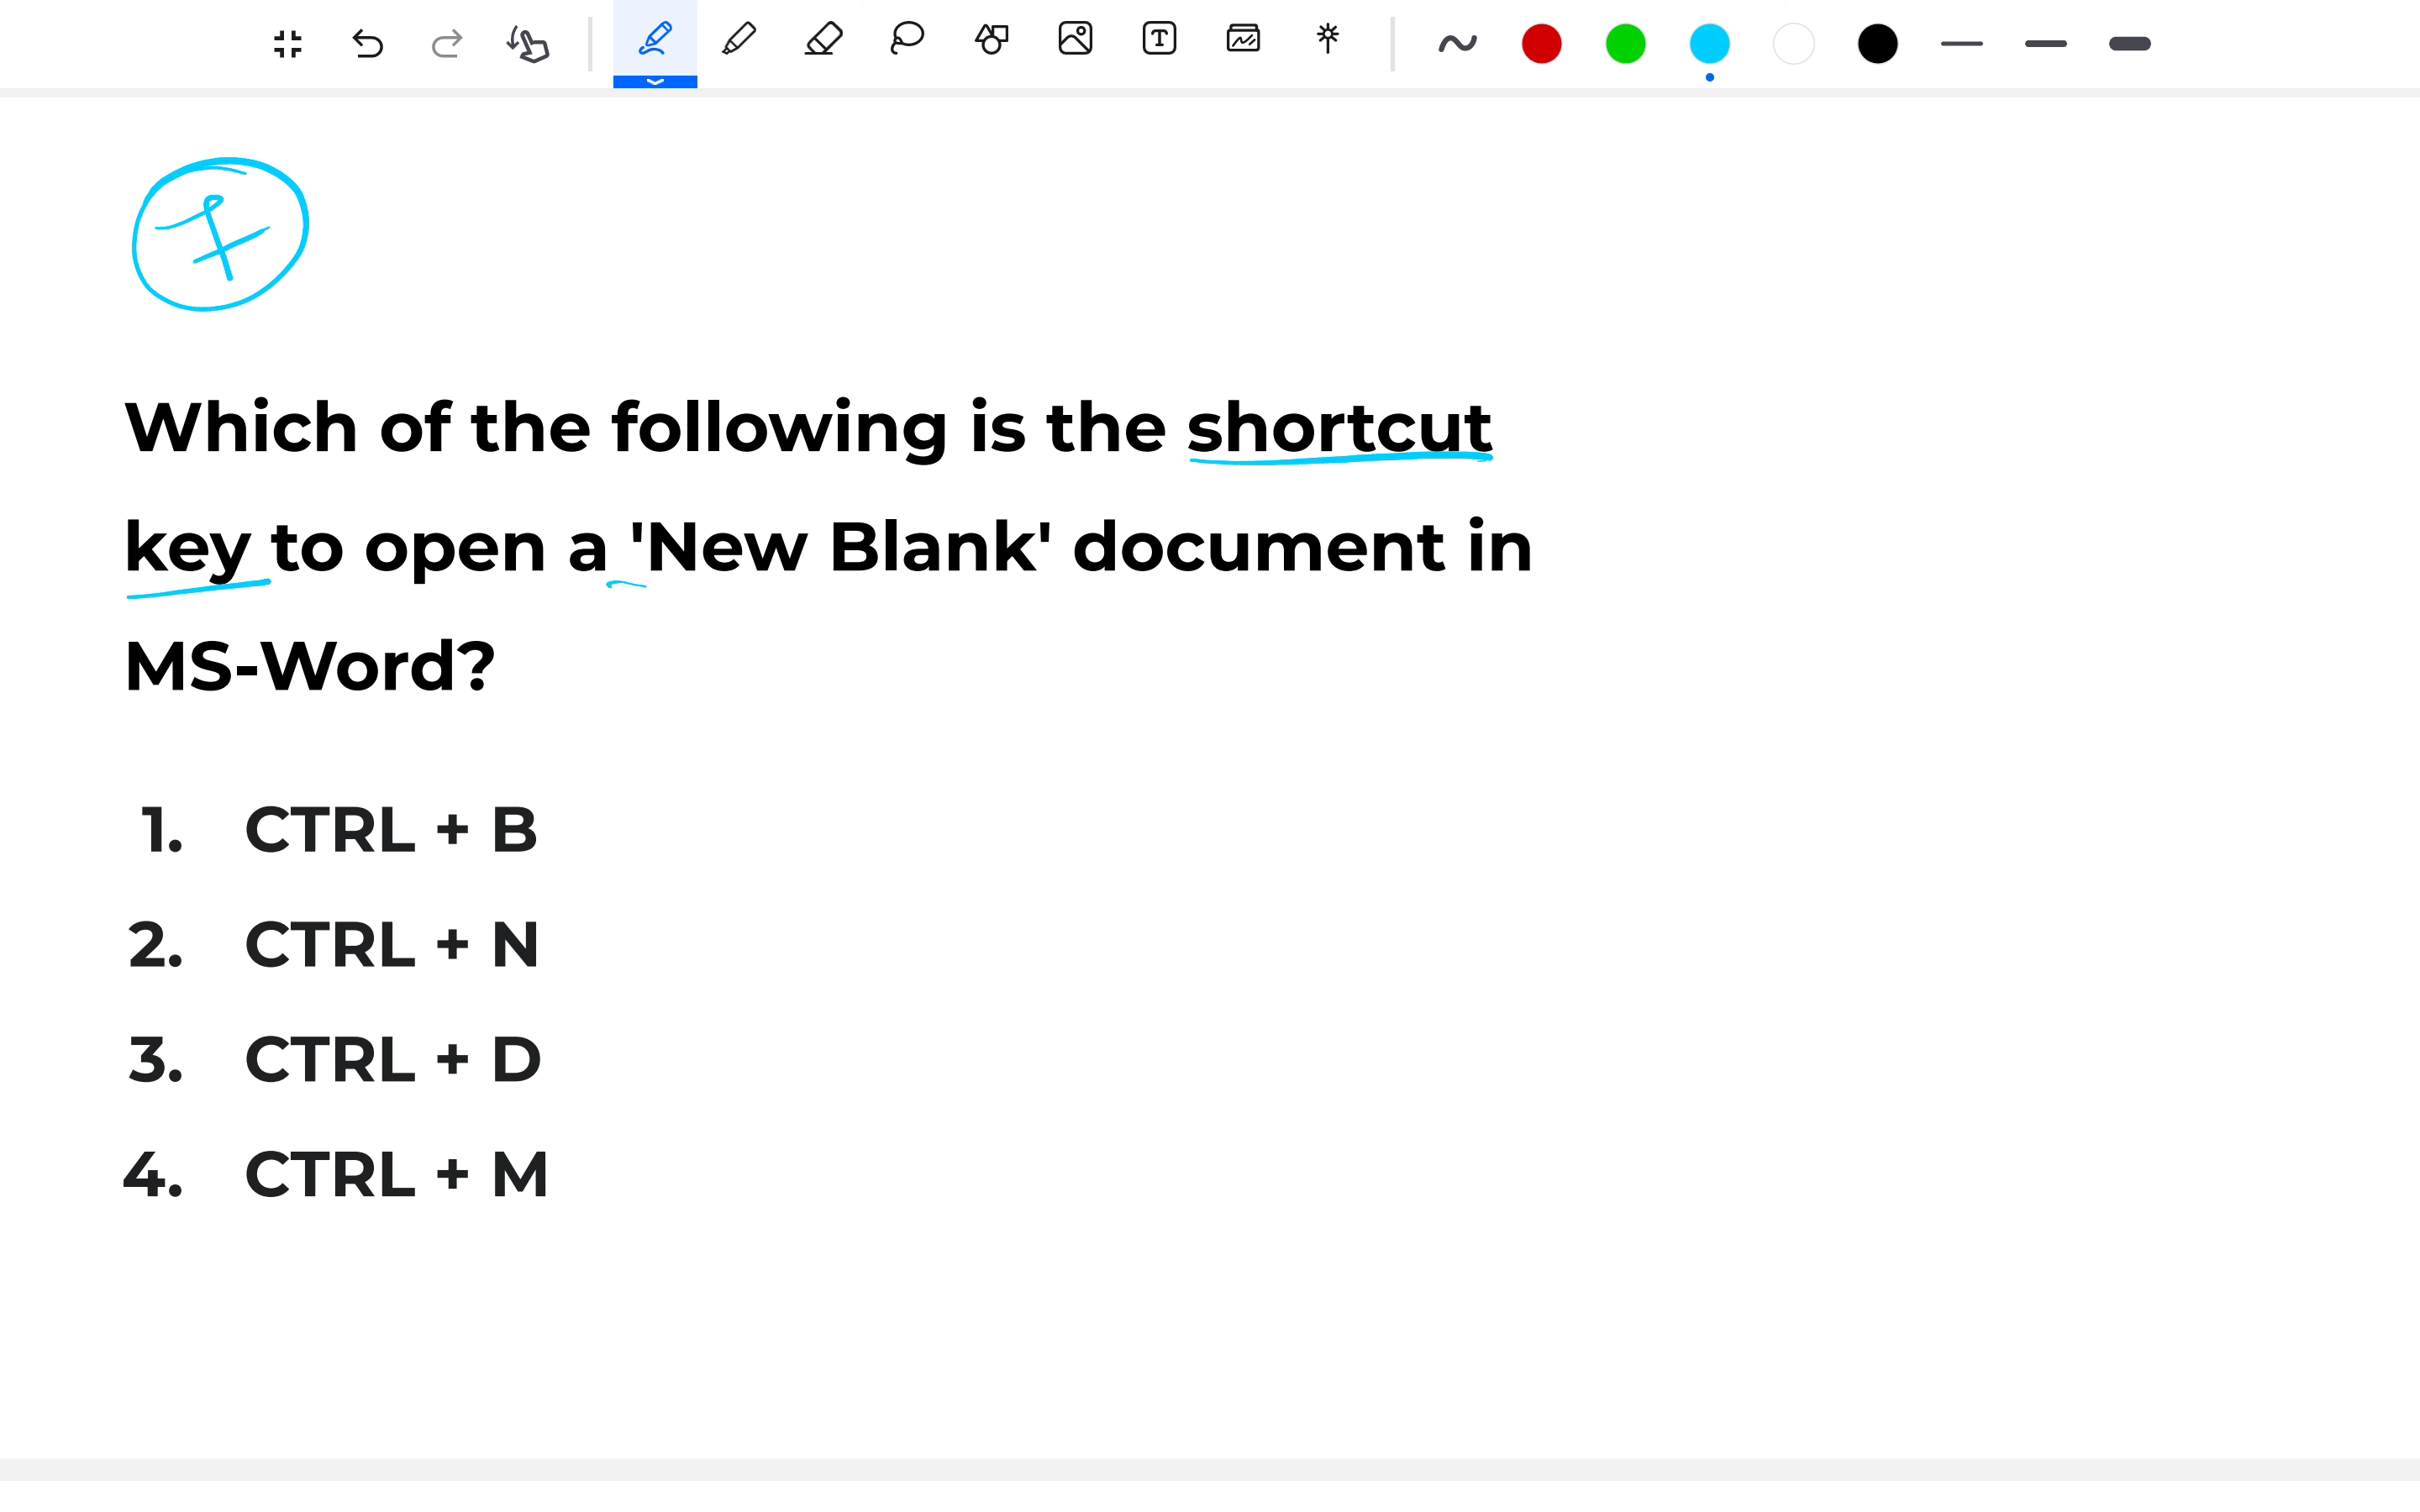 Which of the following is the shortcut
key to open a 'New Blank' document in
MS-Word?
1. CTRL + B
2. CTRL + N
3. CTRL + D
4. CTRL + M